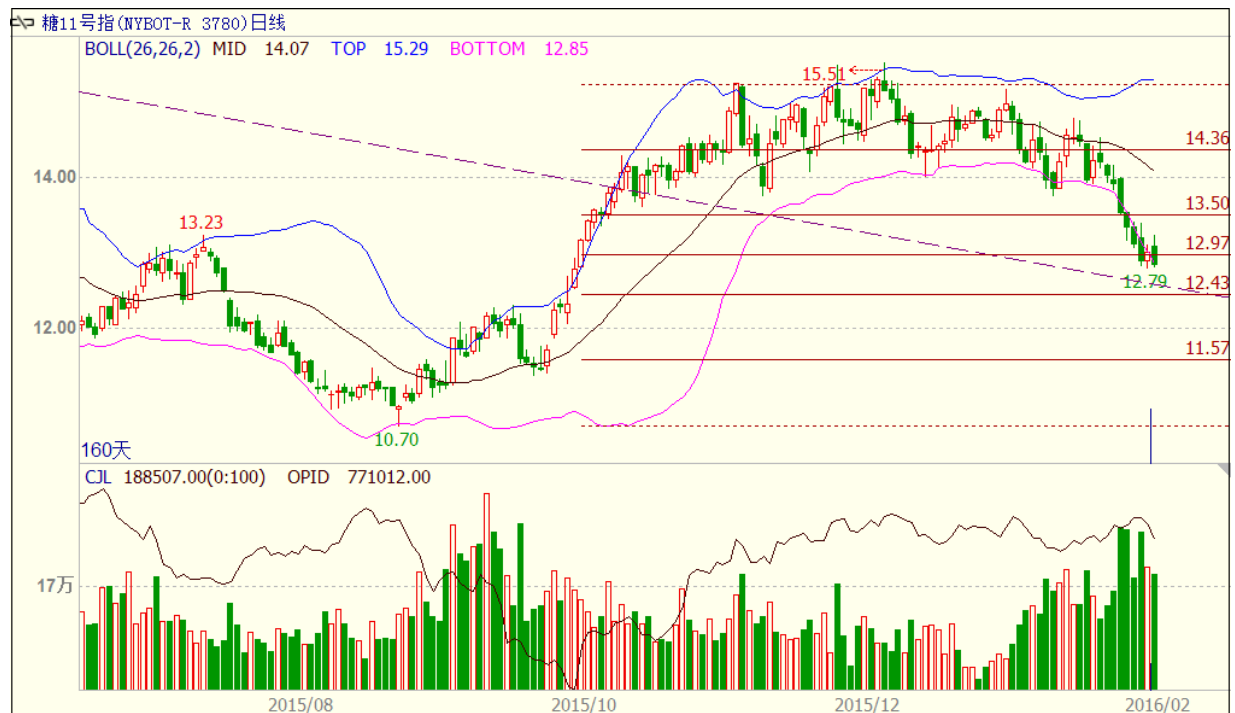 糖11号指(NYBOT-R 3780)日线
BOLL(26,26,2) MID 14.07 TOP 15.29 BOTTOM 12.85
15.51
14.36
14.00
13.50
13.23
12.97
12.79
12.43
12.00
11.57
10.70
160天
CJL 188507.00(0:100) OPID 771012.00
17万
2015/08 2015/10 2015/12 2016/02